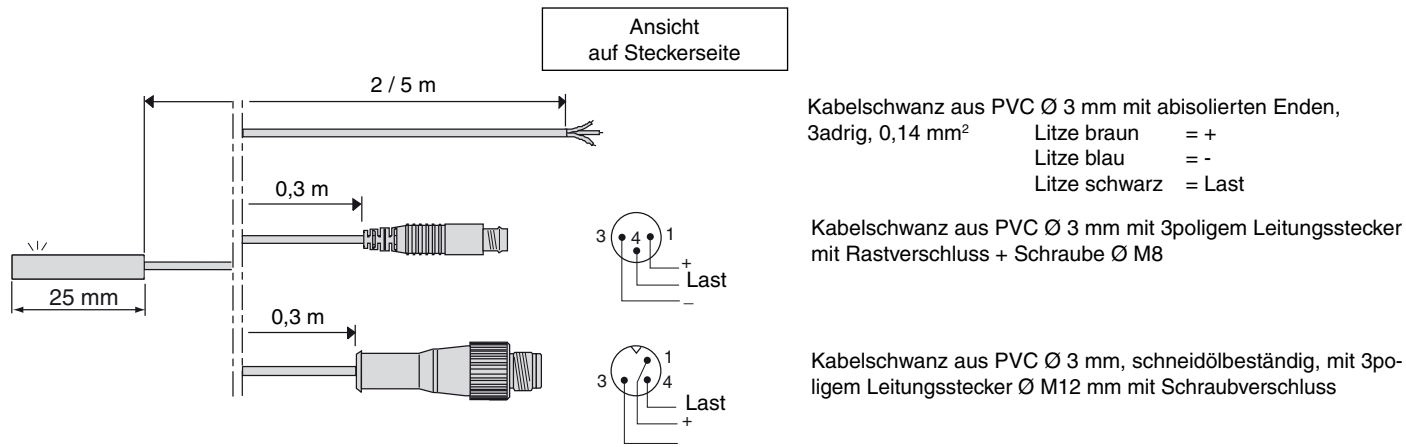 Ansicht
auf Steckerseite
2 / 5 m
Kabelschwanz aus PVC Ø 3 mm mit abisolierten Enden,
3adrig, 0,14 mm² Litze braun = +
Litze blau = -
Litze schwarz = Last
0,3 m
3 4 1
+
Last
–
Kabelschwanz aus PVC Ø 3 mm mit 3poligem Leitungsstecker
mit Rastverschluss + Schraube Ø M8
25 mm
0,3 m
1
3 4
Last
+
Kabelschwanz aus PVC Ø 3 mm, schneidölbeständig, mit 3po-
ligem Leitungsstecker Ø M12 mm mit Schraubverschluss